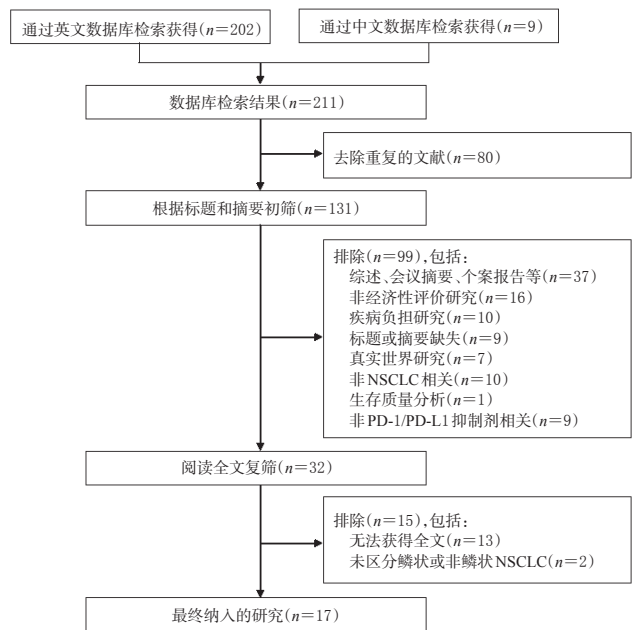 通过英文数据库检索获得(n=202)
通过中文数据库检索获得(n=9)
数据库检索结果(n=211)
去除重复的文献(n=80)
根据标题和摘要初筛(n=131)
排除(n=99),包括:
综述、会议摘要、个案报告等(n=37)
非经济性评价研究(n=16)
疾病负担研究(n=10)
标题或摘要缺失(n=9)
真实世界研究(n=7)
非NSCLC相关(n=10)
生存质量分析(n=1)
非PD-1/PD-L1抑制剂相关(n=9)
阅读全文复筛(n=32)
排除(n=15),包括:
无法获得全文(n=13)
未区分鳞状或非鳞状NSCLC(n=2)
最终纳入的研究(n=17)